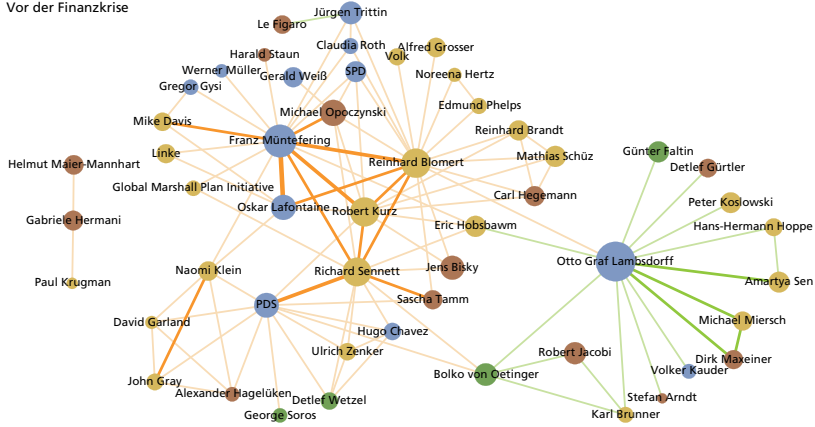 Vor der Finanzkrise
Jürgen Trittin
Le Figaro
Claudia Roth
Alfred Grosser
Harald Staun
Volk
Werner Müller
Gerald Weiß
SPD
Noreena Hertz
Gregor Gysi
Michael Opoczynski
Edmund Phelps
Mike Davis
Franz Müntefering
Reinhard Brandt
Linke
Reinhard Blomert
Mathias Schüz
Günter Faltin
Helmut Maier-Mannhart
Detlef Gürtler
Global Marshall Plan Initiative
Carl Hegemann
Peter Koslowski
Oskar Lafontaine
Robert Kurz
Gabriele Hermani
Eric Hobsbawm
Hans-Hermann Hoppe
Otto Graf Lambsdorff
Naomi Klein
Richard Sennett
Jens Bisky
Paul Krugman
Amartya Sen
PDS
Sascha Tamm
David Garland
Hugo Chavez
Michael Miersch
Ulrich Zenker
Robert Jacobi
Dirk Maxeiner
John Gray
Bolko von Oetinger
Volker Kauder
Alexander Hagelüken
Detlef Wetzel
Stefan Arndt
George Soros
Karl Brunner